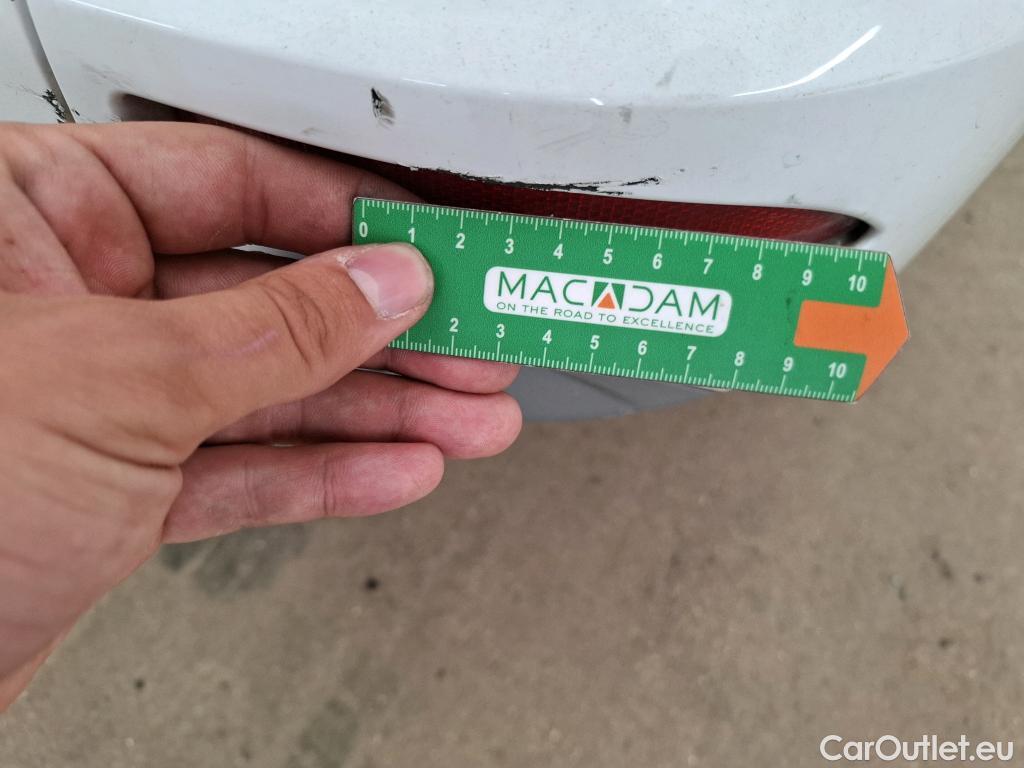 0 1 2 3 4 5 6 7 8 9 10
MACADAM
ON THE ROAD TO EXCELLENCE
2 3 4 5 6 7 8 9 10
CarOutlet.eu